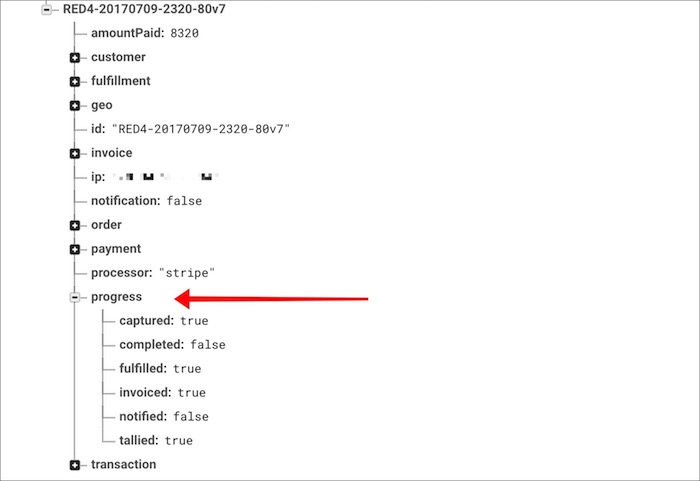 RED4-20170709-2320-80v7
amountPaid: 8320
customer
fulfillment
geo
id: "RED4-20170709-2320-80v7"
invoice
ip:
notification: false
order
payment
processor: "stripe"
progress
captured: true
completed: false
fulfilled: true
invoiced: true
notified: false
tallied: true
transaction